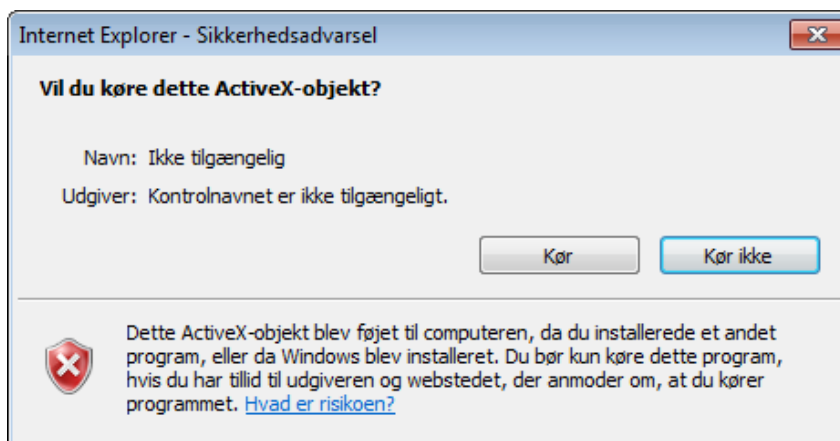 Internet Explorer - Sikkerhedsadvarsel
Vil du køre dette ActiveX-objekt?
Navn: Ikke tilgængelig
Udgiver: Kontrolnavnet er ikke tilgængeligt.
Kør Kør ikke
Dette ActiveX-objekt blev føjet til computeren, da du installerede et andet
program, eller da Windows blev installeret. Du bør kun køre dette program,
hvis du har tillid til udgiveren og webstedet, der anmoder om, at du kører
programmet. Hvad er risikoen?